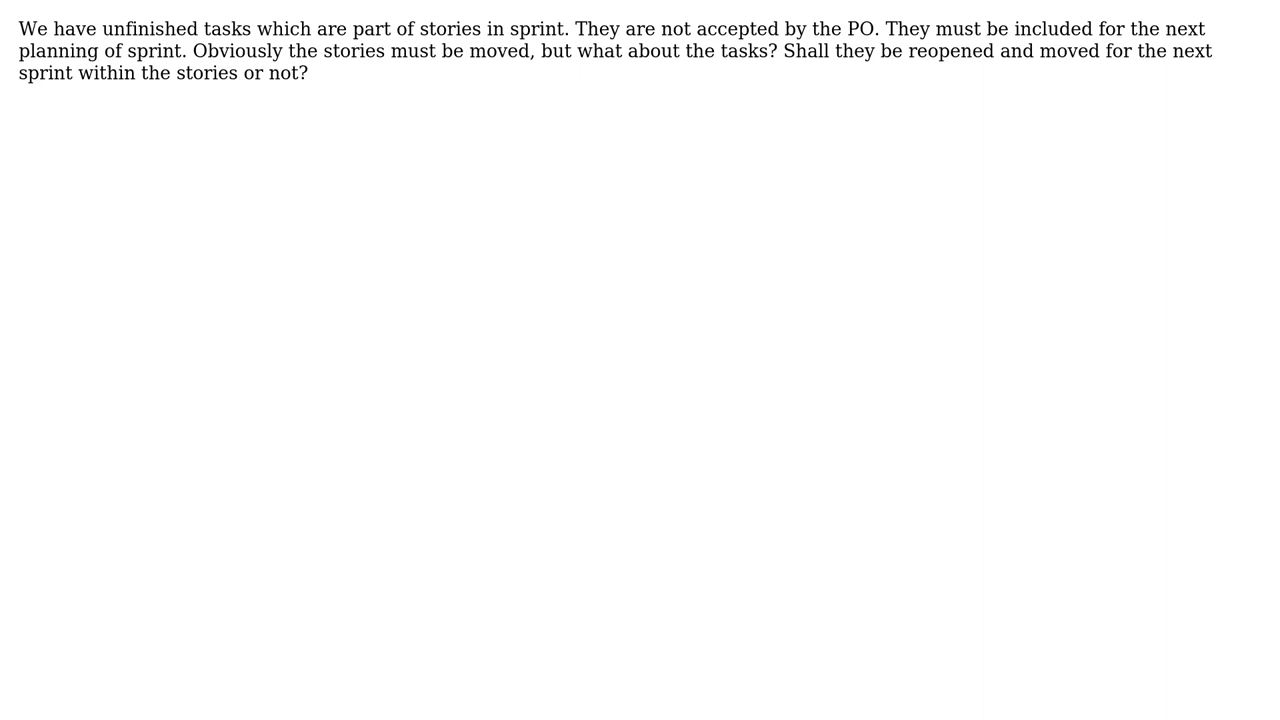 We have unfinished tasks which are part of stories in sprint. They are not accepted by the PO. They must be included for the next
planning of sprint. Obviously the stories must be moved, but what about the tasks? Shall they be reopened and moved for the next
sprint within the stories or not?